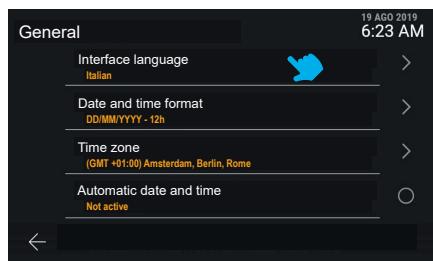 19 AGO 2019
General
6:23 AM
Interface language
Italian
Date and time format
DD/MM/YYYY - 12h
Time zone
(GMT +01:00) Amsterdam, Berlin, Rome
Automatic date and time
Not active